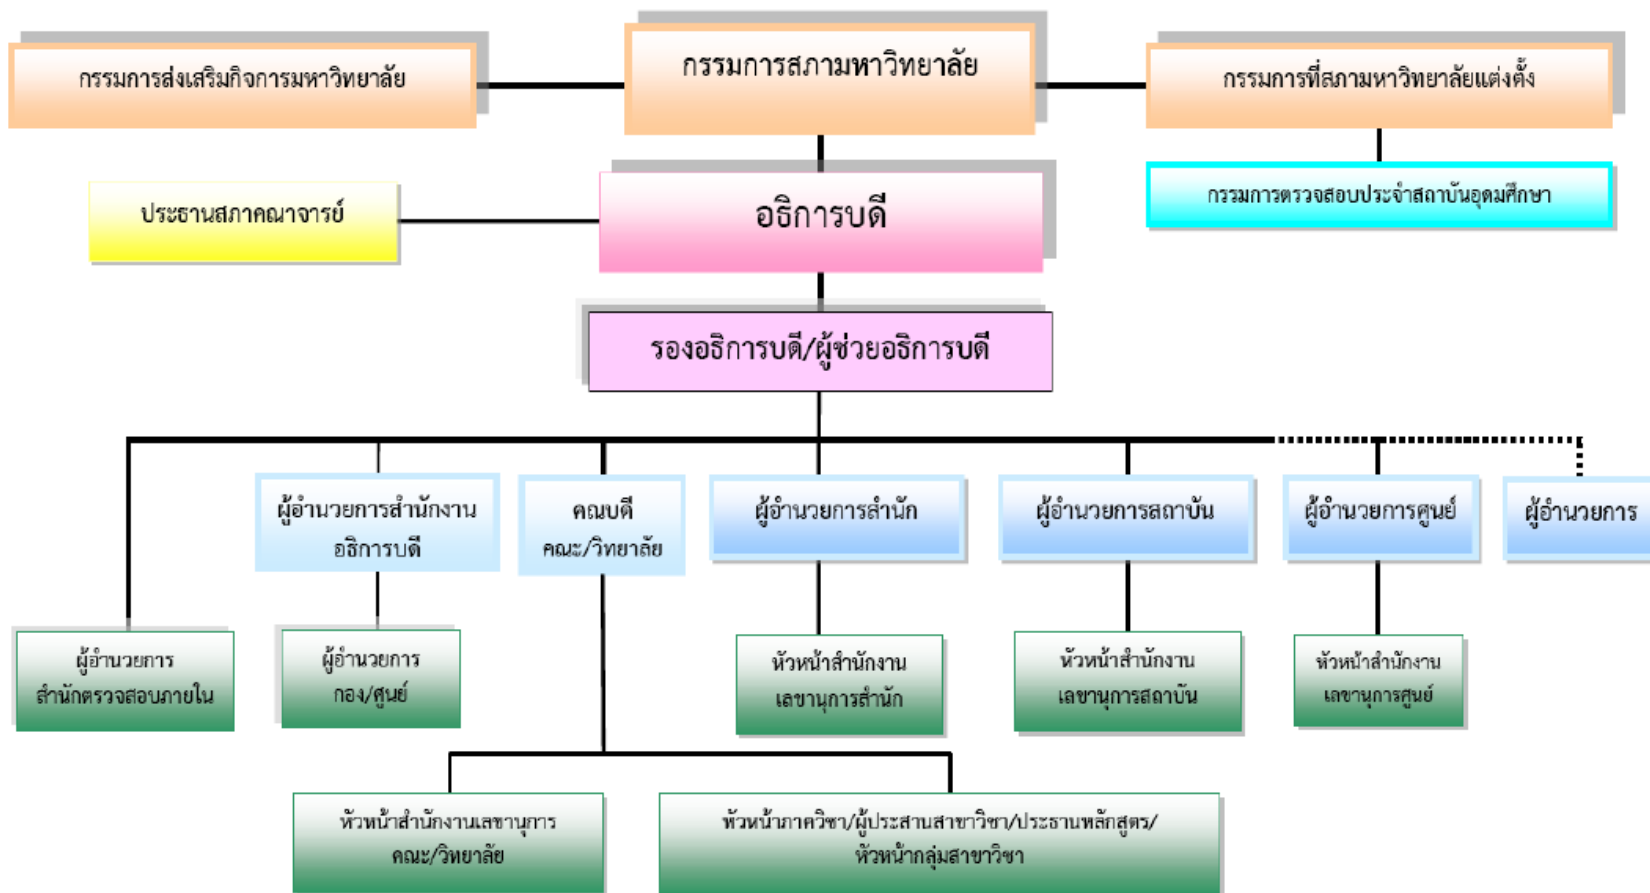 กรรมการส่งเสริมกิจการมหาวิทยาลัย
กรรมการสภามหาวิทยาลัย
กรรมการที่สภามหาวิทยาลัยแต่งตั้ง
ประธานสภาคณาจารย์
อธิการบดี
กรรมการตรวจสอบประจำสถาบันอุดมศึกษา
รองอธิการบดี/ผู้ช่วยอธิการบดี
ผู้อำนวยการสำนักงาน
อธิการบดี
คณบดี
คณะ/วิทยาลัย
ผู้อำนวยการสำนัก
ผู้อำนวยการสถาบัน
ผู้อำนวยการศูนย์
ผู้อำนวยการ
ผู้อำนวยการ
สำนักตรวจสอบภายใน
ผู้อำนวยการ
กอง/ศูนย์
หัวหน้าสำนักงาน
เลขานุการสำนัก
หัวหน้าสำนักงาน
เลขานุการสถาบัน
หัวหน้าสำนักงาน
เลขานุการศูนย์
หัวหน้าสำนักงานเลขานุการ
คณะ/วิทยาลัย
หัวหน้าภาควิชา/ผู้ประสานสาขาวิชา/ประธานหลักสูตร/
หัวหน้ากลุ่มสาขาวิชา